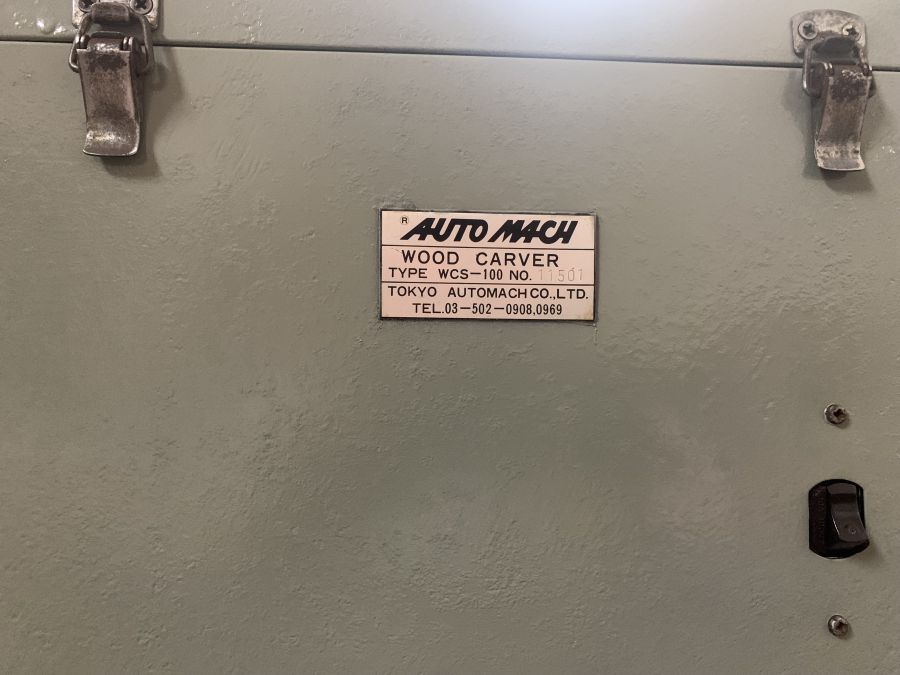 ® AUTO MACH
WOOD CARVER
TYPE WCS-100 NO. 11501
TOKYO AUTOMACH CO., LTD.
TEL.03-502-0908,0969